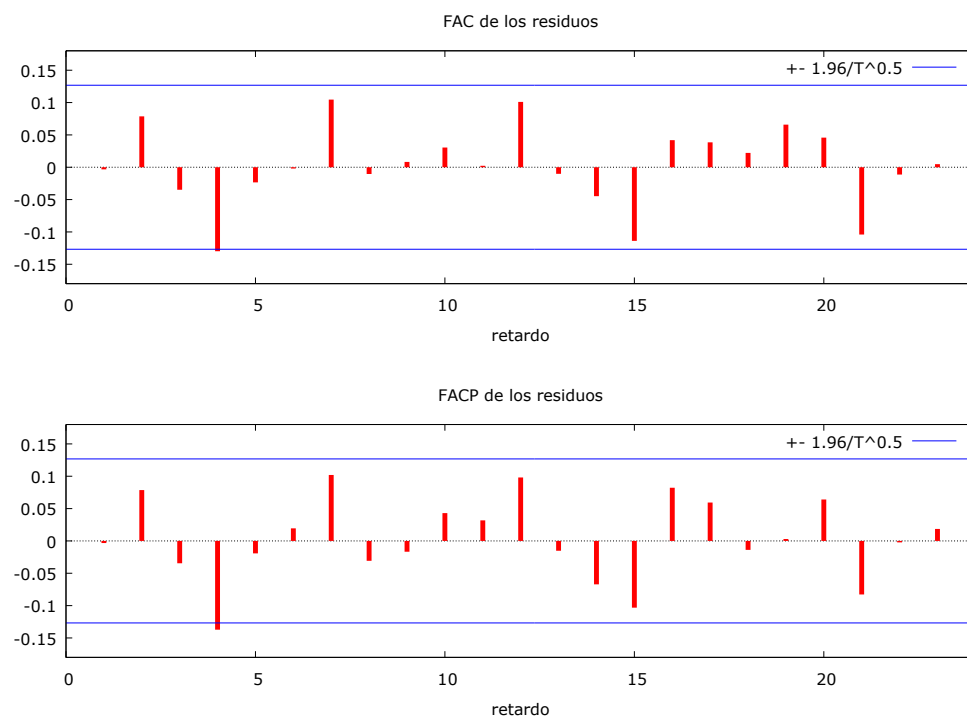 FAC de los residuos
+- 1.96/T^0.5
0.15
0.1
0.05
0
-0.05
-0.1
-0.15
0 5 10 15 20
retardo
FACP de los residuos
+- 1.96/T^0.5
0.15
0.1
0.05
0
-0.05
-0.1
-0.15
0 5 10 15 20
retardo